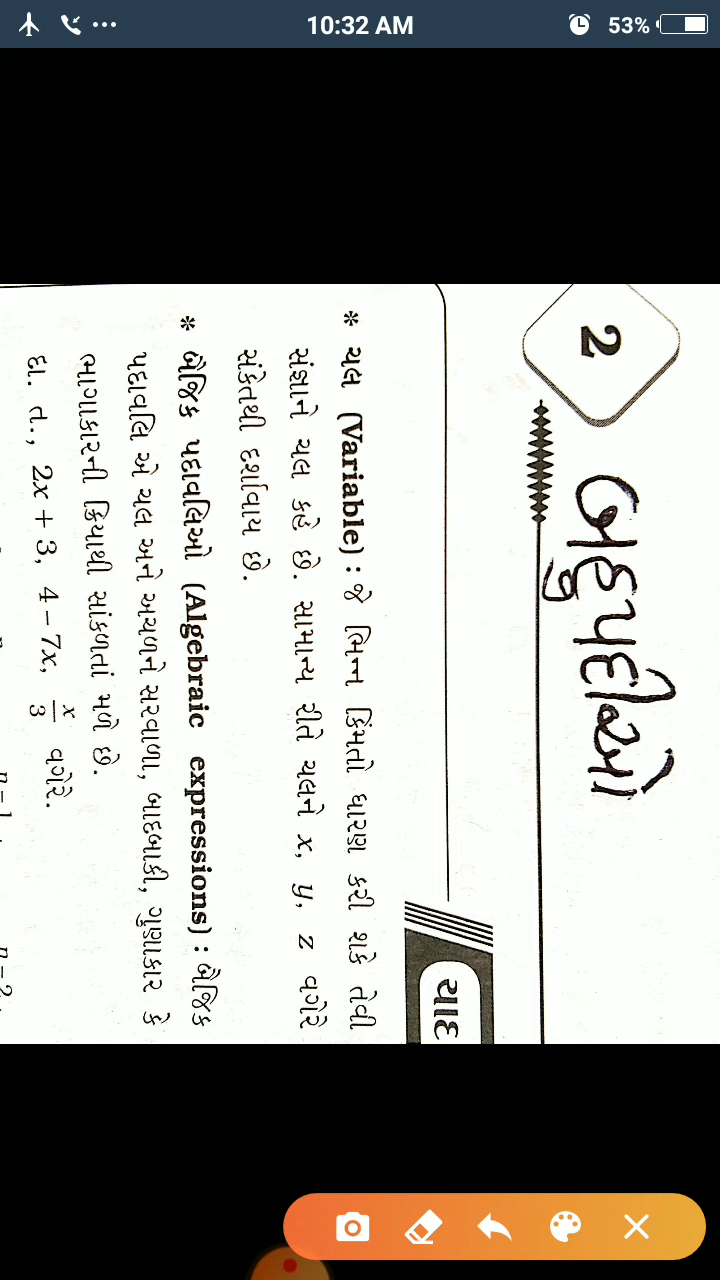 10:32 AM
53%
2
બહુપદીઓ
યાદ
* ચલ (Variable) : જે ભિન્ન કિંમતો ધારણ કરી શકે તેવી
સંજ્ઞાને ચલ કહે છે. સામાન્ય રીતે ચલને x, y, z વગેરે
સંકેતથી દર્શાવાય છે.
* બૈજિક પદાવલિઓ (Algebraic expressions) : બૈજિક
પદાવલિ એ ચલ અને અચળને સરવાળા, બાદબાકી, ગુણાકાર કે
ભાગાકારની ક્રિયાથી સાંકળતાં મળે છે.
દા. ત., 2x + 3, 4 – 7x, x/3 વગેરે.